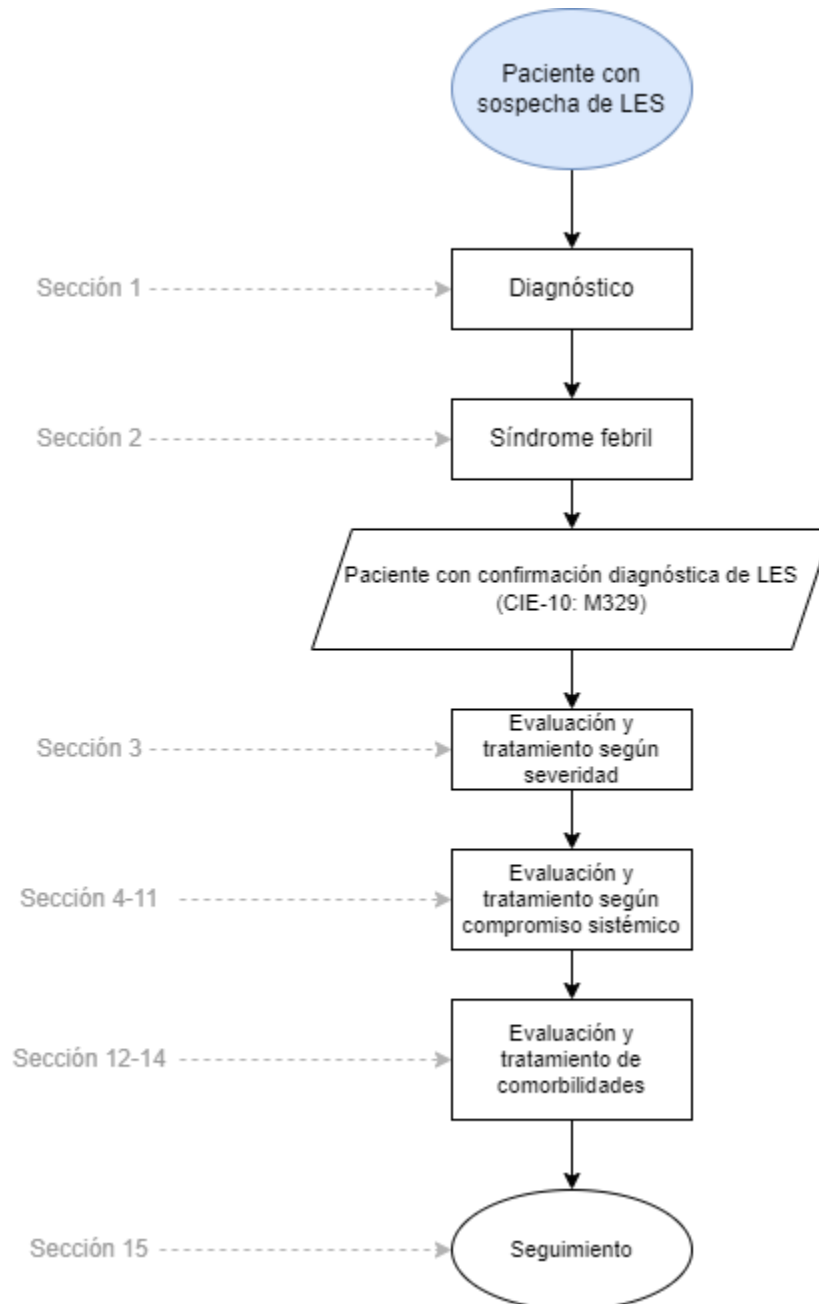 Paciente con
sospecha de LES
Sección 1
Diagnóstico
Sección 2
Síndrome febril
Paciente con confirmación diagnóstica de LES
(CIE-10: M329)
Sección 3
Evaluación y
tratamiento según
severidad
Sección 4-11
Evaluación y
tratamiento según
compromiso sistémico
Sección 12-14
Evaluación y
tratamiento de
comorbilidades
Sección 15
Seguimiento